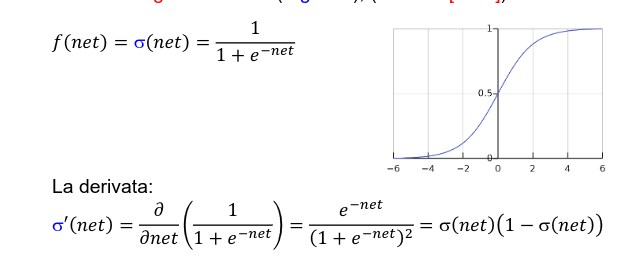 f(net) = σ(net) = 1 / (1 + e^{-net})
1
0.5
0
-6 -4 -2 0 2 4 6
La derivata:
σ'(net) = ∂/∂net (1 / (1 + e^{-net})) = e^{-net} / (1 + e^{-net})^2 = σ(net)(1 − σ(net))